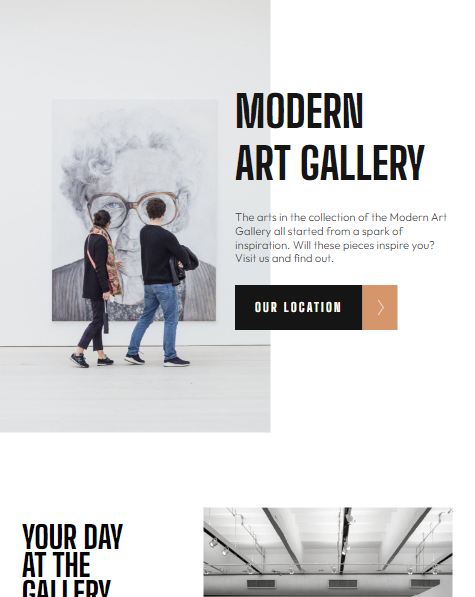 MODERN
ART GALLERY
The arts in the collection of the Modern Art
Gallery all started from a spark of
inspiration. Will these pieces inspire you?
Visit us and find out.
OUR LOCATION
YOUR DAY
AT THE
GALLERY